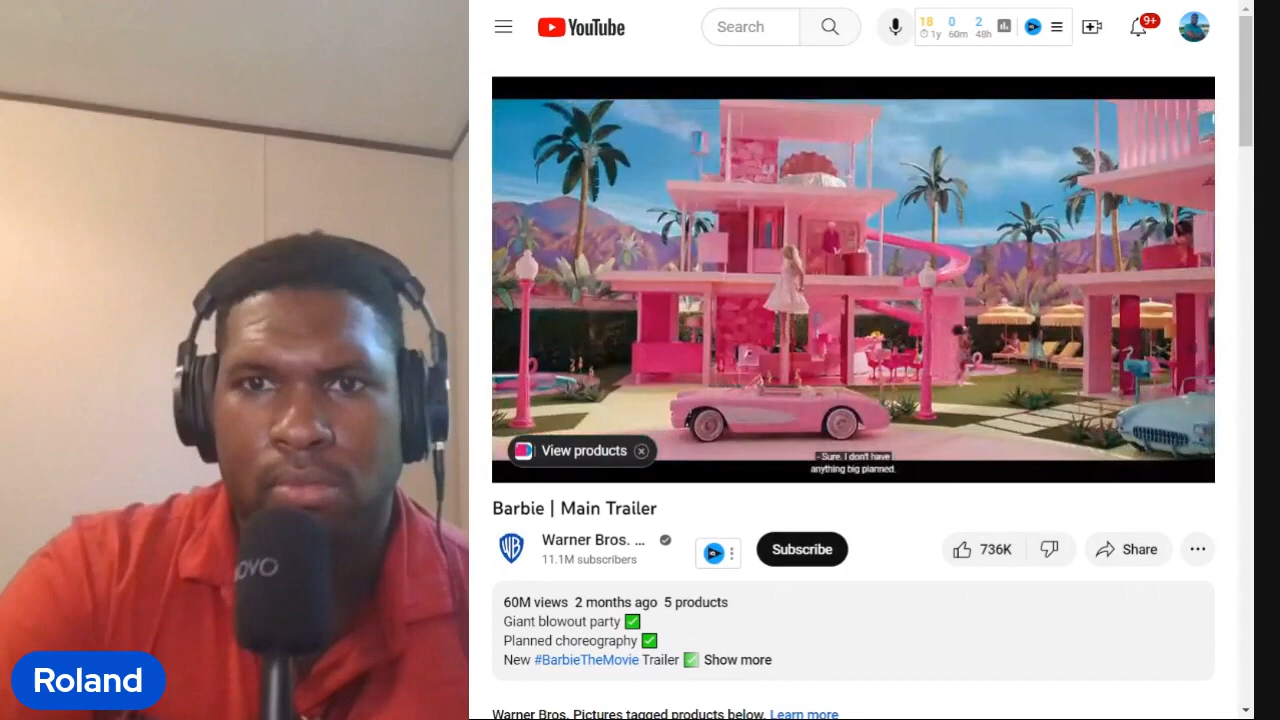 YouTube
Search
18 0 2
1y 60m 48h
9+
View products
- Sure. I don't have
anything big planned.
Barbie | Main Trailer
WB
Warner Bros. ...
11.1M subscribers
Subscribe
736K
Share
60M views 2 months ago 5 products
Giant blowout party ✅
Planned choreography ✅
New #BarbieTheMovie Trailer ✅ Show more
Warner Bros. Pictures tagged products below. Learn more
OVO
Roland